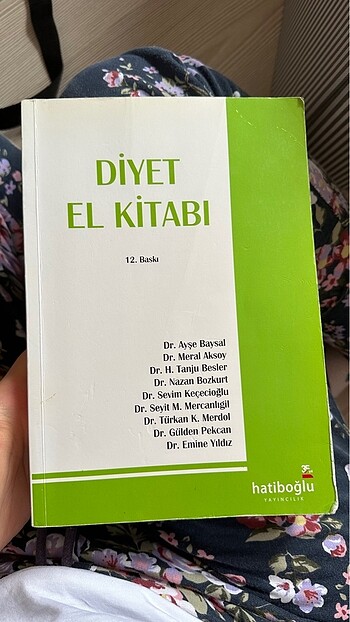 DİYET
EL KİTABI
12. Baskı
Dr. Ayşe Baysal
Dr. Meral Aksoy
Dr. H. Tanju Besler
Dr. Nazan Bozkurt
Dr. Sevim Keçecioğlu
Dr. Seyit M. Mercanlıgil
Dr. Türkan K. Merdol
Dr. Gülden Pekcan
Dr. Emine Yıldız
hatiboğlu
YAYINCILIK